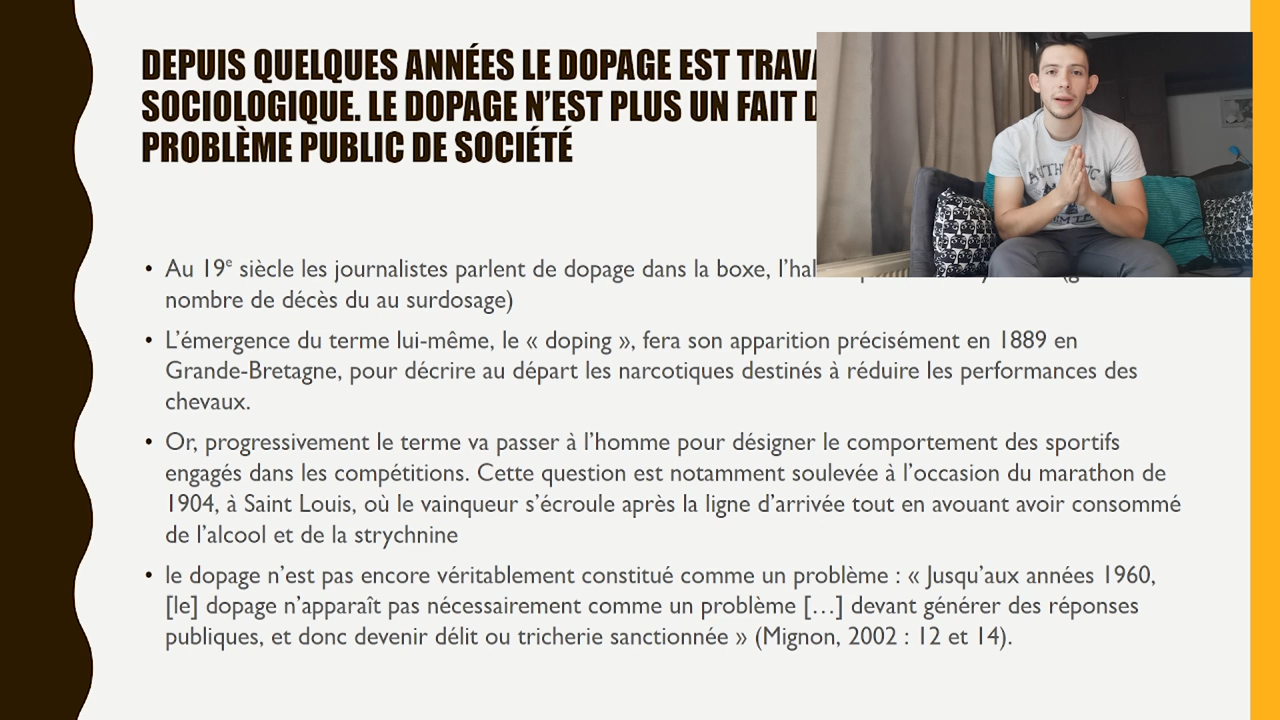 DEPUIS QUELQUES ANNÉES LE DOPAGE EST
SOCIOLOGIQUE. LE DOPAGE N’EST PLUS UN FAIT
PROBLÈME PUBLIC DE SOCIÉTÉ
• Au 19e siècle les journalistes parlent de dopage dans la boxe,
nombre de décès du au surdosage)
• L’émergence du terme lui-même, le « doping », fera son apparition précisément en 1889 en
Grande-Bretagne, pour décrire au départ les narcotiques destinés à réduire les performances des
chevaux.
• Or, progressivement le terme va passer à l’homme pour désigner le comportement des sportifs
engagés dans les compétitions. Cette question est notamment soulevée à l’occasion du marathon de
1904, à Saint Louis, où le vainqueur s’écroule après la ligne d’arrivée tout en avouant avoir consommé
de l’alcool et de la strychnine
• le dopage n’est pas encore véritablement constitué comme un problème : « Jusqu’aux années 1960,
[le] dopage n’apparaît pas nécessairement comme un problème […] devant générer des réponses
publiques, et donc devenir délit ou tricherie sanctionnée » (Mignon, 2002 : 12 et 14).